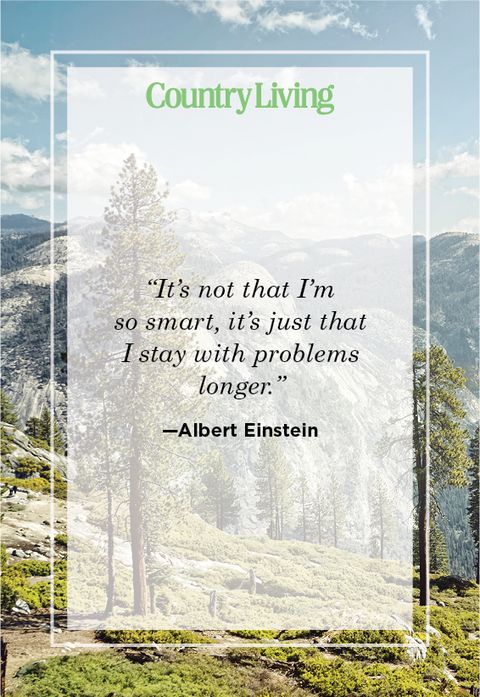 Country Living
“It’s not that I’m
so smart, it’s just that
I stay with problems
longer.”
—Albert Einstein